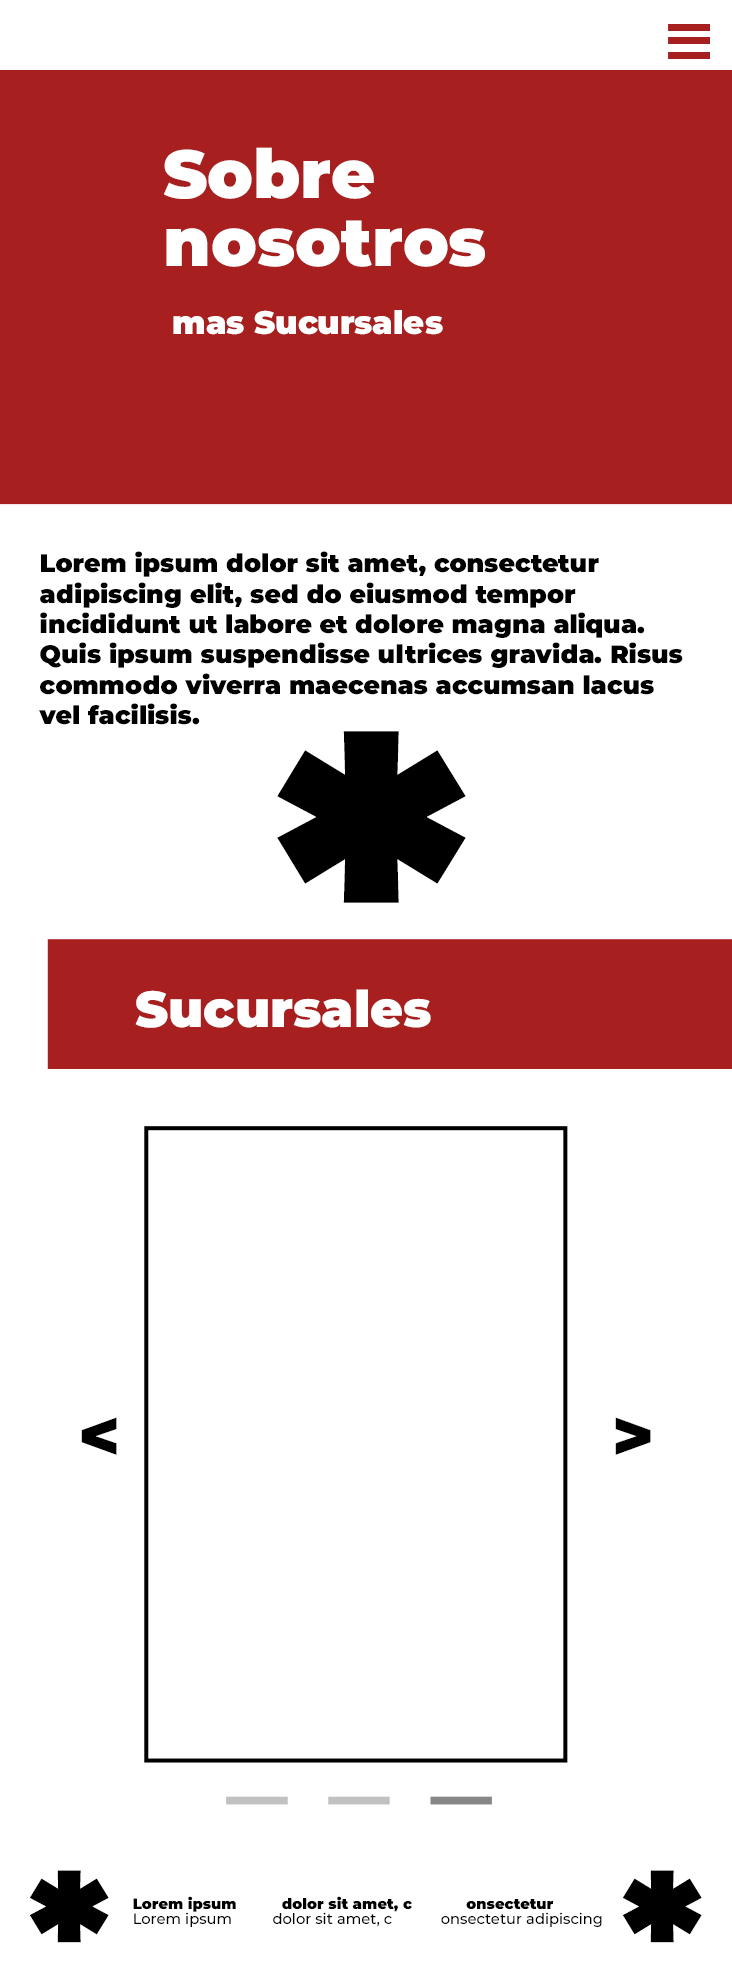 Sobre
nosotros
mas Sucursales
Lorem ipsum dolor sit amet, consectetur
adipiscing elit, sed do eiusmod tempor
incididunt ut labore et dolore magna aliqua.
Quis ipsum suspendisse ultrices gravida. Risus
commodo viverra maecenas accumsan lacus
vel facilisis.
Sucursales
< >
Lorem ipsum dolor sit amet, c onsectetur
Lorem ipsum dolor sit amet, c onsectetur adipiscing